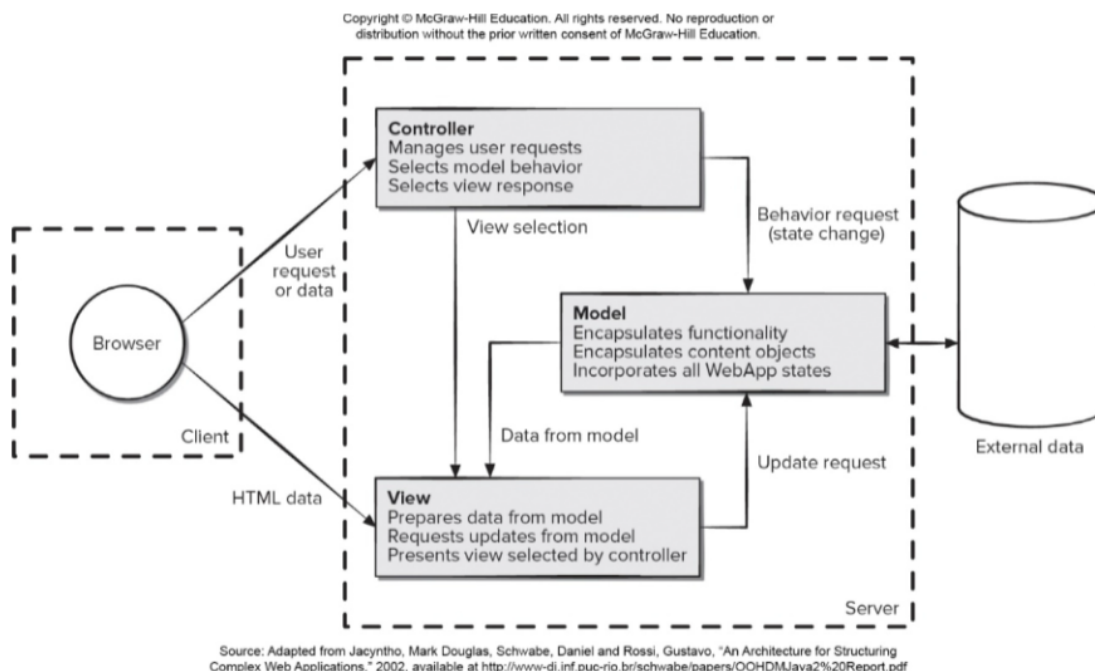 Copyright © McGraw-Hill Education. All rights reserved. No reproduction or
distribution without the prior written consent of McGraw-Hill Education.
Controller
Manages user requests
Selects model behavior
Selects view response
View selection
Behavior request
(state change)
User
request
or data
Browser
Client
Model
Encapsulates functionality
Encapsulates content objects
Incorporates all WebApp states
Data from model
Update request
External data
HTML data
View
Prepares data from model
Requests updates from model
Presents view selected by controller
Server
Source: Adapted from Jacyntho, Mark Douglas, Schwabe, Daniel and Rossi, Gustavo, "An Architecture for Structuring
Complex Web Applications," 2002, available at http://www-di.inf.puc-rio.br/schwabe/papers/OOHDMJava2%20Report.pdf